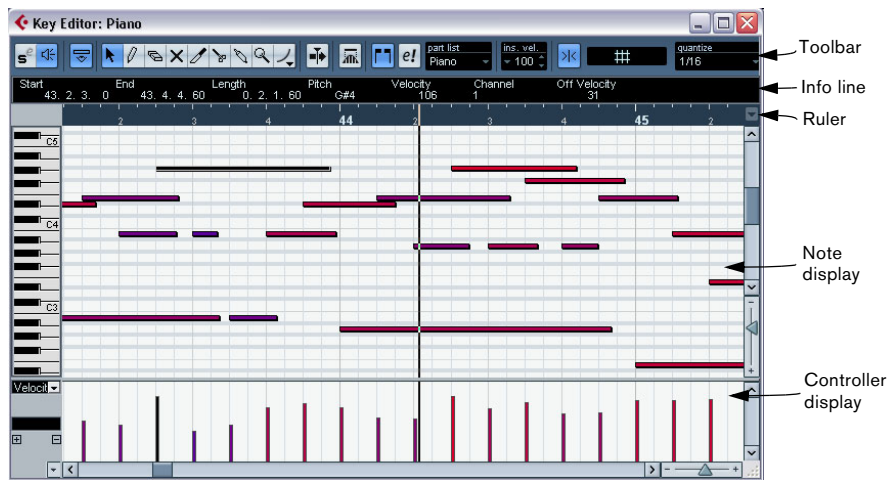 Key Editor: Piano
part list
Piano
ins. vel.
100
quantize
1/16
Toolbar
Start End Length Pitch Velocity Channel Off Velocity
43. 2. 3. 0 43. 4. 4. 60 0. 2. 1. 60 G#4 106 1 31
Info line
2 3 4 44 2 3 4 45 2
Ruler
C5
C4
C3
Note
display
Velocit
Controller
display